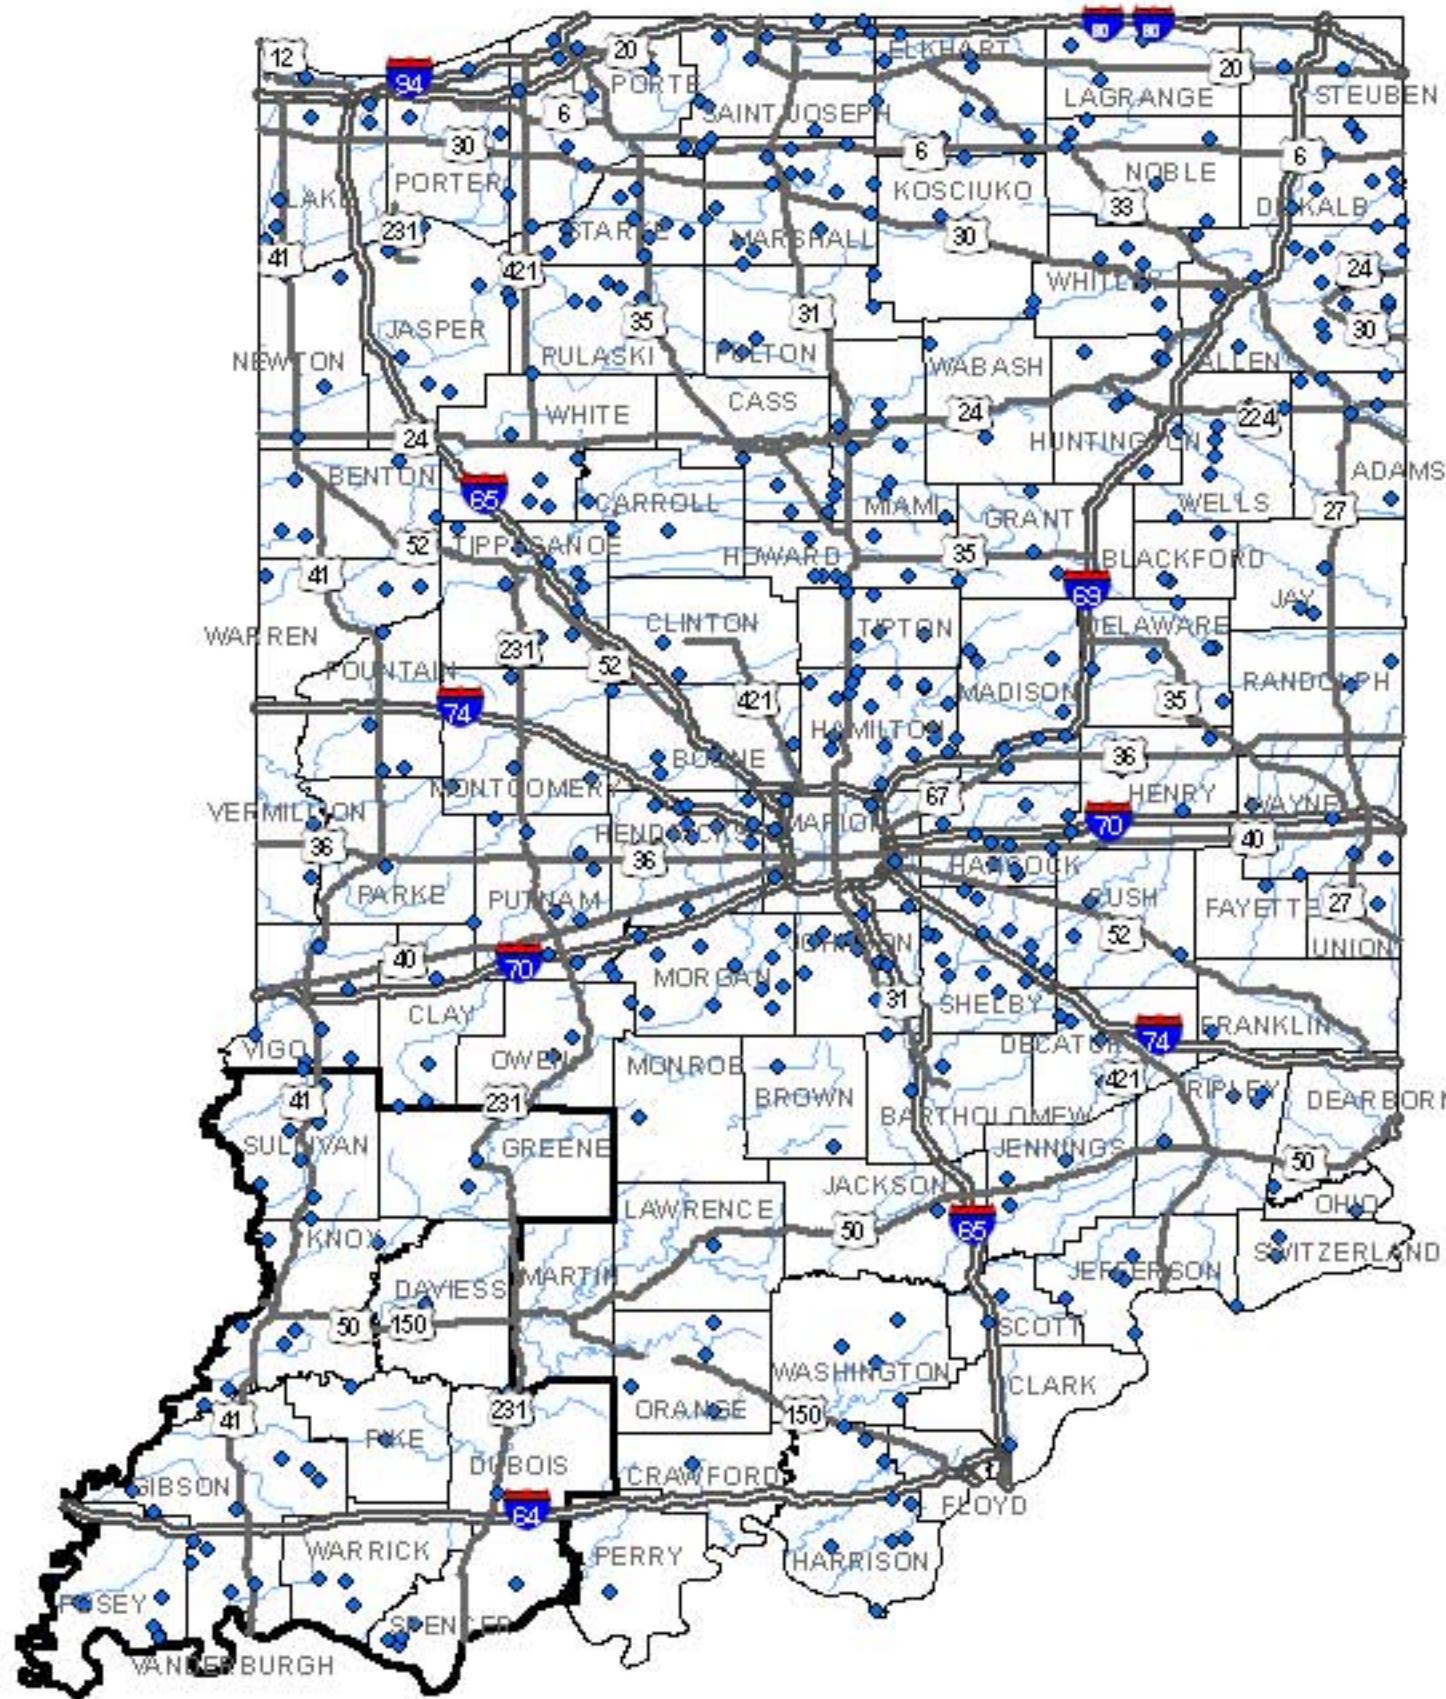 80 80
12
20
ELKHART
94
PORTE
20
LAGRANGE
STEUBEN
6
SAINT JOSEPH
30
6
6
PORTER
KOSCIUKO
NOBLE
LAKE
33
DEKALB
231
STARKE
MARSHALL
30
41
421
24
WHITLEY
35
31
30
JASPER
NEWTON
PULASKI
FULTON
WABASH
ALLEN
WHITE
CASS
24
224
24
HUNTINGTON
BENTON
65
CARROLL
MIAMI
WELLS
ADAMS
GRANT
27
52
TIPPECANOE
HOWARD
35
BLACKFORD
41
69
JAY
WARREN
CLINTON
TIPTON
DELAWARE
231
52
FOUNTAIN
MADISON
RANDOLPH
74
421
35
HAMILTON
BOONE
36
MONTGOMERY
67
HENRY
WAYNE
VERMILLION
HENDRICKS
MARION
70
36
36
40
HANCOCK
PARKE
PUTNAM
RUSH
FAYETTE
27
52
UNION
40
70
JOHNSON
MORGAN
31
SHELBY
CLAY
FRANKLIN
VIGO
OWEN
MONROE
DECATUR
74
421
RIPLEY
DEARBORN
41
231
BROWN
BARTHOLOMEW
SULLIVAN
GREENE
JENNINGS
50
JACKSON
LAWRENCE
OHIO
KNOX
50
65
SWITZERLAND
DAVIESS
MARTIN
JEFFERSON
50
150
SCOTT
WASHINGTON
CLARK
41
231
ORANGE
150
PIKE
DUBOIS
CRAWFORD
GIBSON
64
FLOYD
WARRICK
PERRY
HARRISON
POSEY
SPENCER
VANDERBURGH